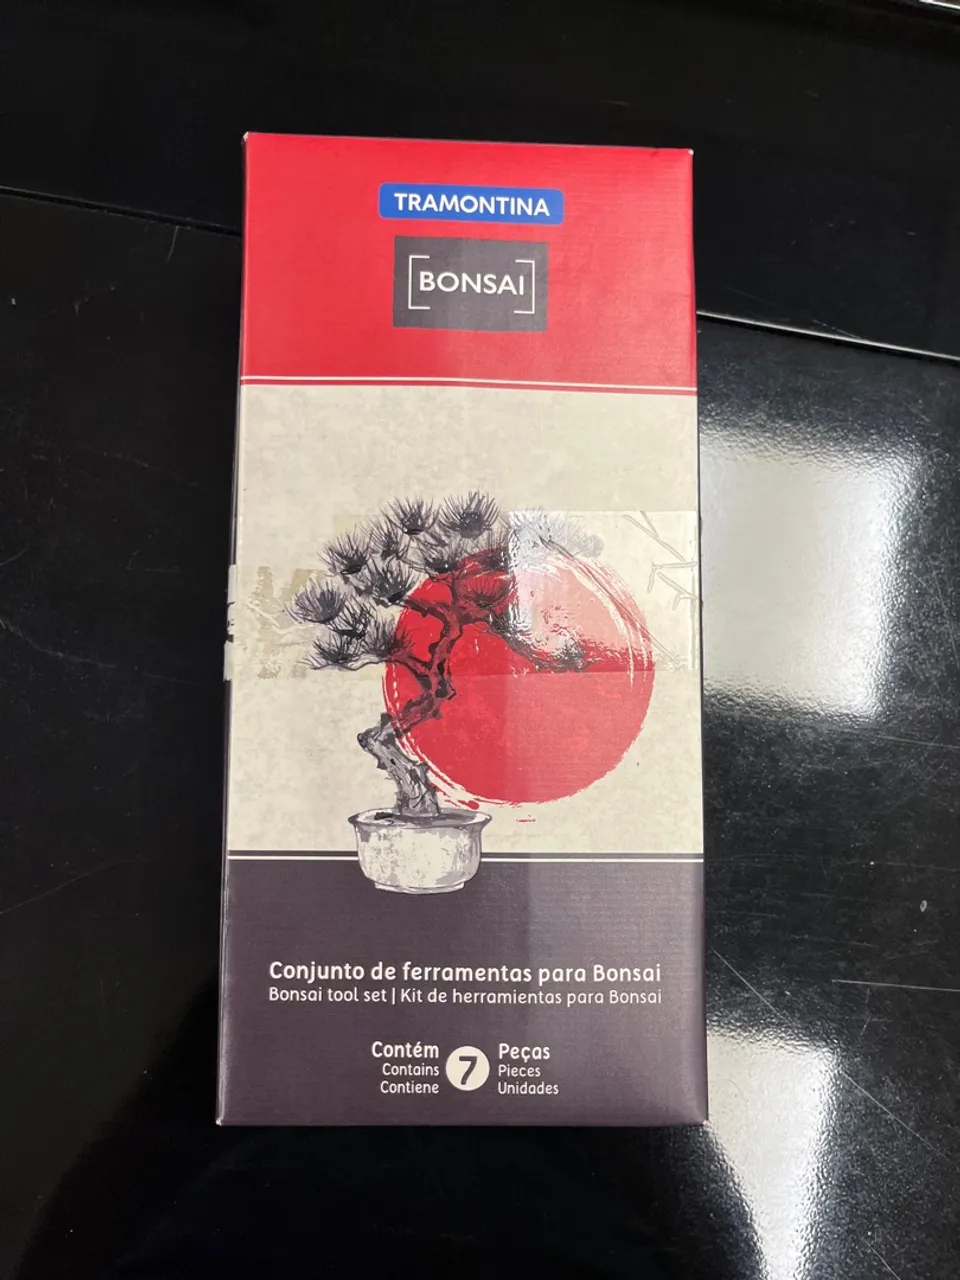 TRAMONTINA
BONSAI
Conjunto de ferramentas para Bonsai
Bonsai tool set | Kit de herramientas para Bonsai
Contém 7 Peças
Contains Pieces
Contiene Unidades